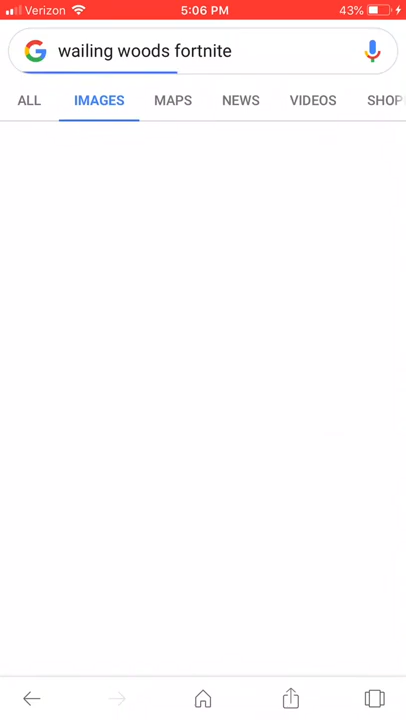 Verizon 5:06 PM 43%
wailing woods fortnite
ALL IMAGES MAPS NEWS VIDEOS SHOP